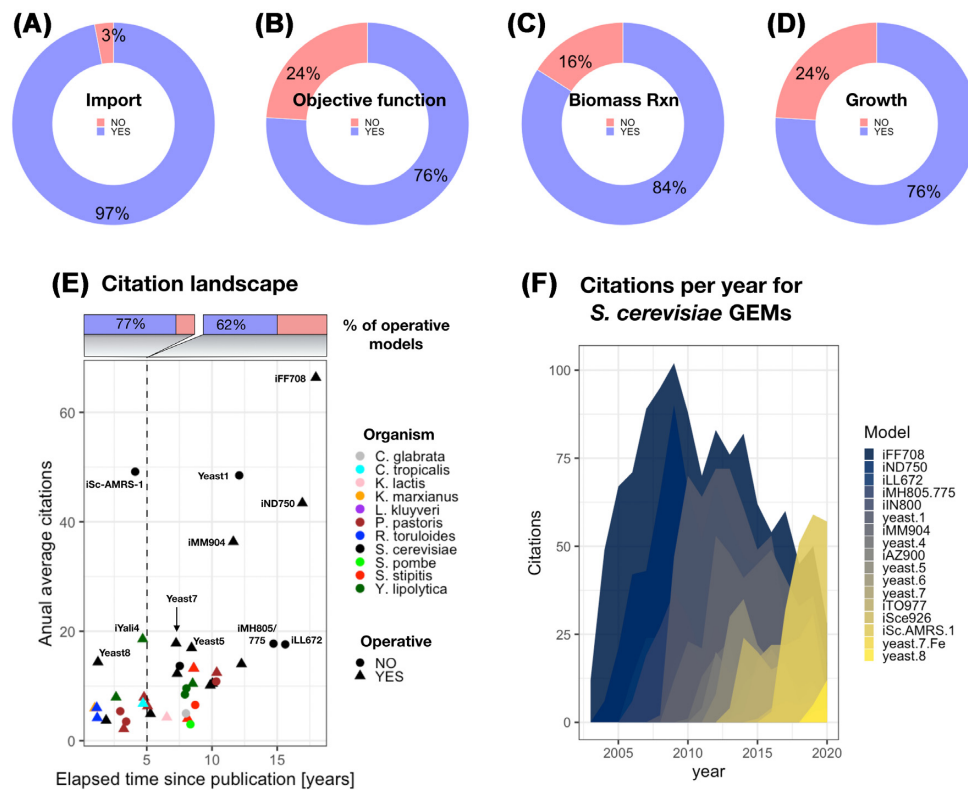 (A)
3%
Import
NO
YES
97%
(B)
24%
Objective function
NO
YES
76%
(C)
16%
Biomass Rxn
NO
YES
84%
(D)
24%
Growth
NO
YES
76%
(E) Citation landscape
77%
62%
% of operative
models
iFF708
60
iSc-AMRS-1
Yeast1
iND750
40
iMM904
Yeast7
iYali4
iMH805/
775
iLL672
Yeast5
20
Yeast8
0
5
10
15
Anual average citations
Elapsed time since publication [years]
Organism
C. glabrata
C. tropicalis
K. lactis
K. marxianus
L. kluyveri
P. pastoris
R. toruloides
S. cerevisiae
S. pombe
S. stipitis
Y. lipolytica
Operative
NO
YES
(F) Citations per year for
S. cerevisiae GEMs
100
75
50
25
0
Citations
2005
2010
2015
2020
year
Model
iFF708
iND750
iLL672
iMH805.775
iIN800
yeast.1
iMM904
yeast.4
iAZ900
yeast.5
yeast.6
yeast.7
iTO977
iSce926
iSc.AMRS.1
yeast.7.Fe
yeast.8